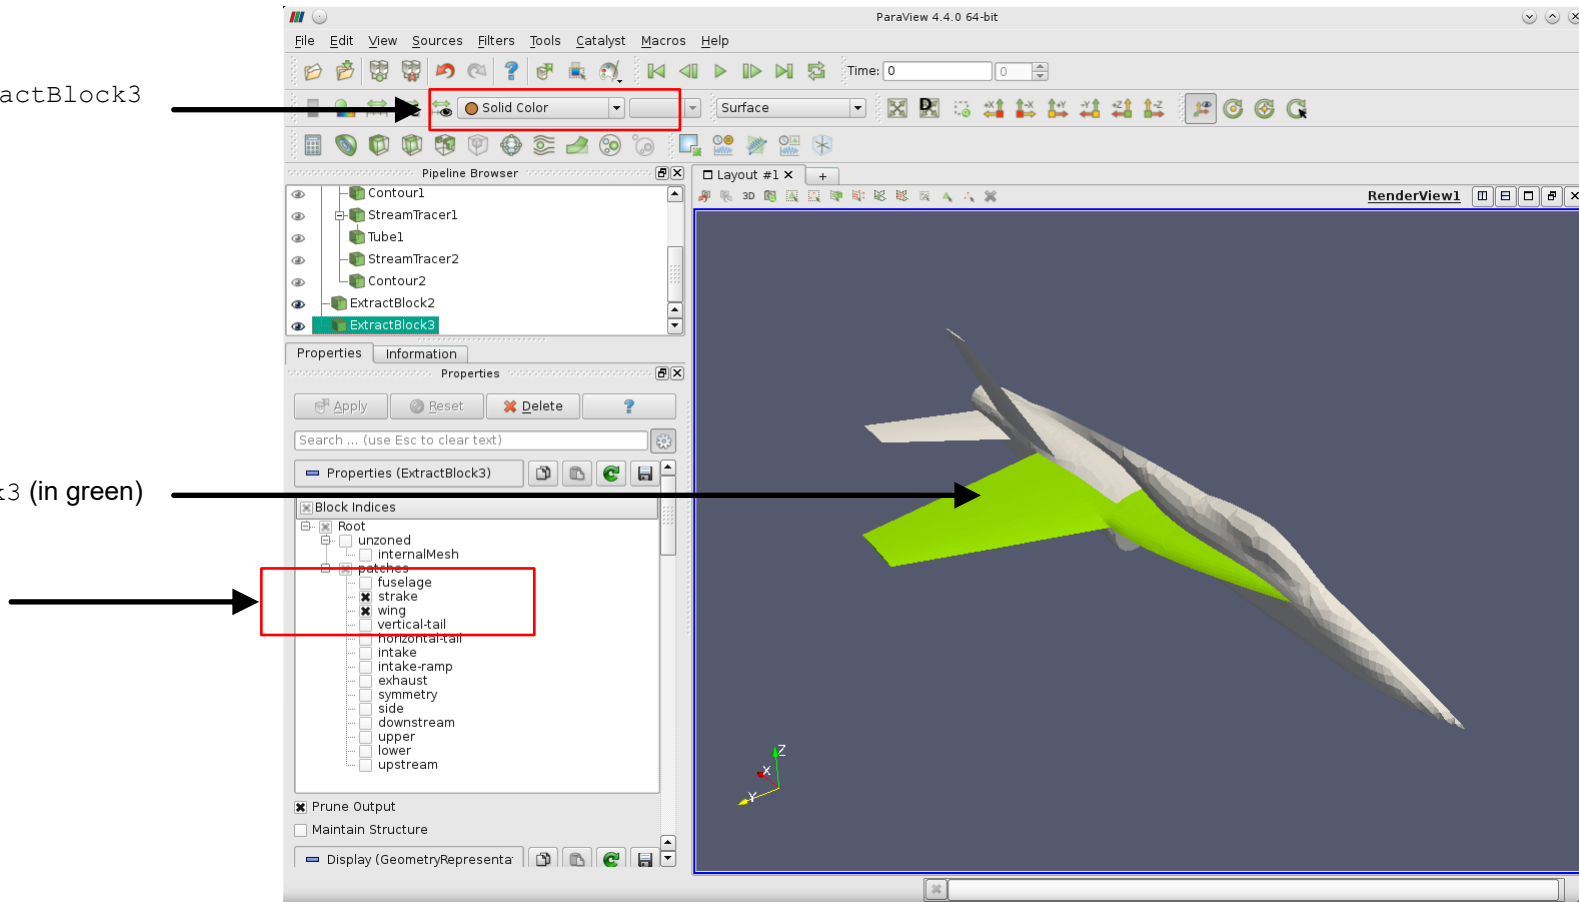 ParaView 4.4.0 64-bit
File Edit View Sources Filters Tools Catalyst Macros Help
Time: 0 0
actBlock3
Solid Color Surface
Pipeline Browser
Layout #1 +
Contour1
3D
RenderView1
StreamTracer1
Tube1
StreamTracer2
Contour2
ExtractBlock2
ExtractBlock3
Properties Information
Properties
Apply Reset Delete ?
Search ... (use Esc to clear text)
Properties (ExtractBlock3)
k3 (in green)
Block Indices
Root
unzoned
internalMesh
patches
fuselage
strake
wing
vertical-tail
horizontal-tail
intake
intake-ramp
exhaust
symmetry
side
downstream
upper
lower
upstream
Z
X
Y
Prune Output
Maintain Structure
Display (GeometryRepresenta